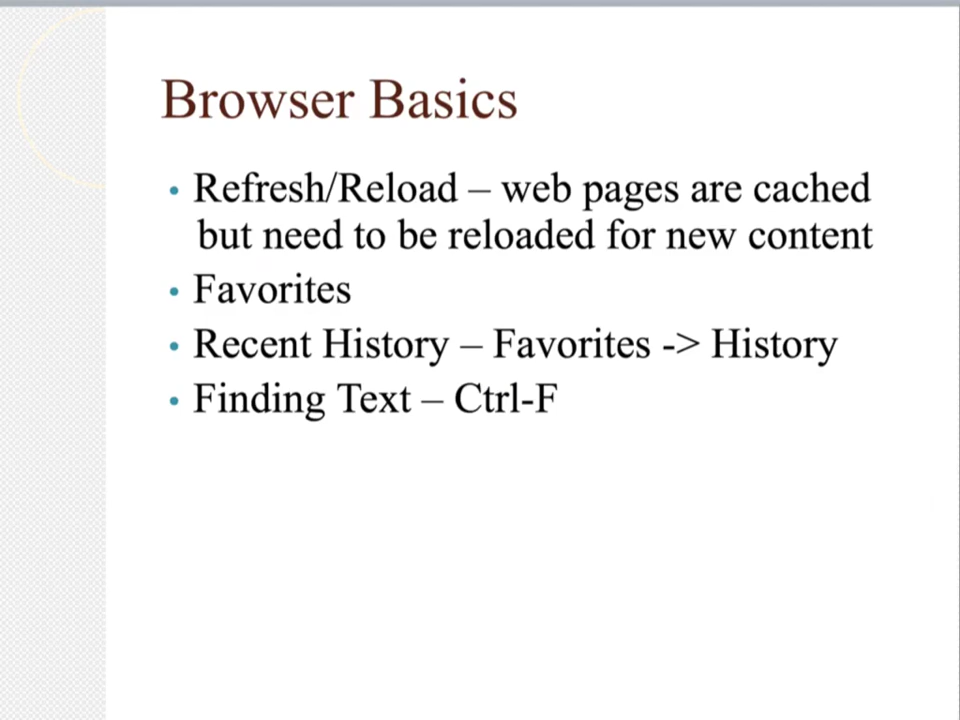 Browser Basics
• Refresh/Reload – web pages are cached
but need to be reloaded for new content
• Favorites
• Recent History – Favorites -> History
• Finding Text – Ctrl-F